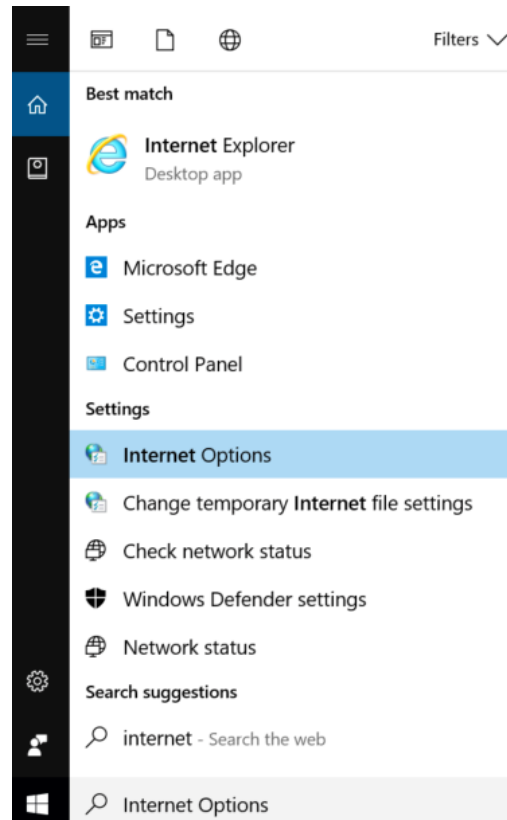 Filters
Best match
Internet Explorer
Desktop app
Apps
Microsoft Edge
Settings
Control Panel
Settings
Internet Options
Change temporary Internet file settings
Check network status
Windows Defender settings
Network status
Search suggestions
internet - Search the web
Internet Options